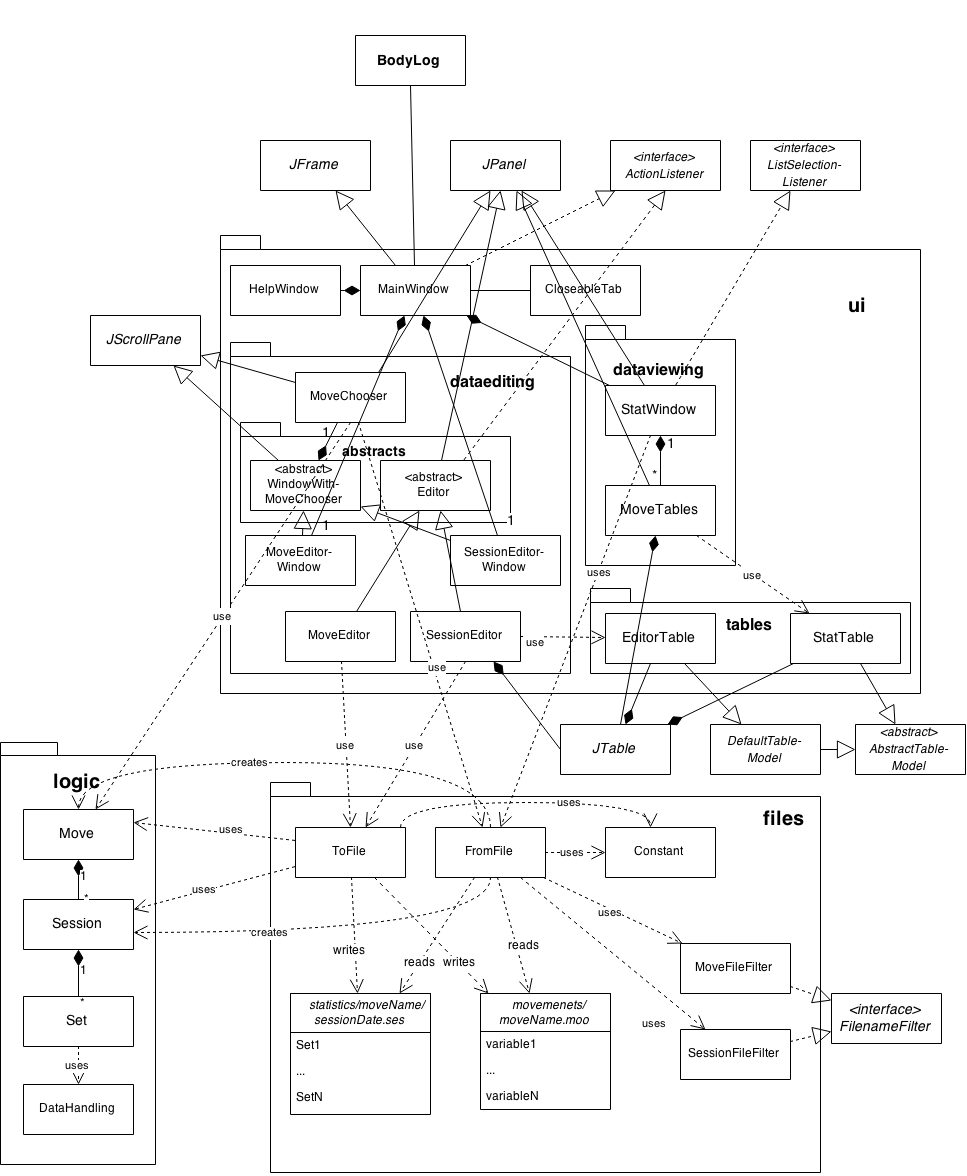 BodyLog
JFrame
JPanel
<interface>
ActionListener
<interface>
ListSelection-
Listener
HelpWindow
MainWindow
CloseableTab
ui
JScrollPane
dataediting
dataviewing
MoveChooser
StatWindow
1
1
abstracts
<abstract>
WindowWith-
MoveChooser
<abstract>
Editor
*
MoveTables
1
1
MoveEditor-
Window
SessionEditor-
Window
uses
use
use
MoveEditor
SessionEditor
use
EditorTable
tables
StatTable
use
use
use
JTable
DefaultTable-
Model
<abstract>
AbstractTable-
Model
creates
logic
uses
files
Move
uses
ToFile
FromFile
uses
Constant
1
*
uses
Session
creates
uses
1
*
writes
reads
writes
reads
MoveFileFilter
Set
statistics/moveName/
sessionDate.ses
movemenets/
moveName.moo
<interface>
FilenameFilter
uses
Set1
...
SetN
variable1
...
variableN
SessionFileFilter
uses
DataHandling